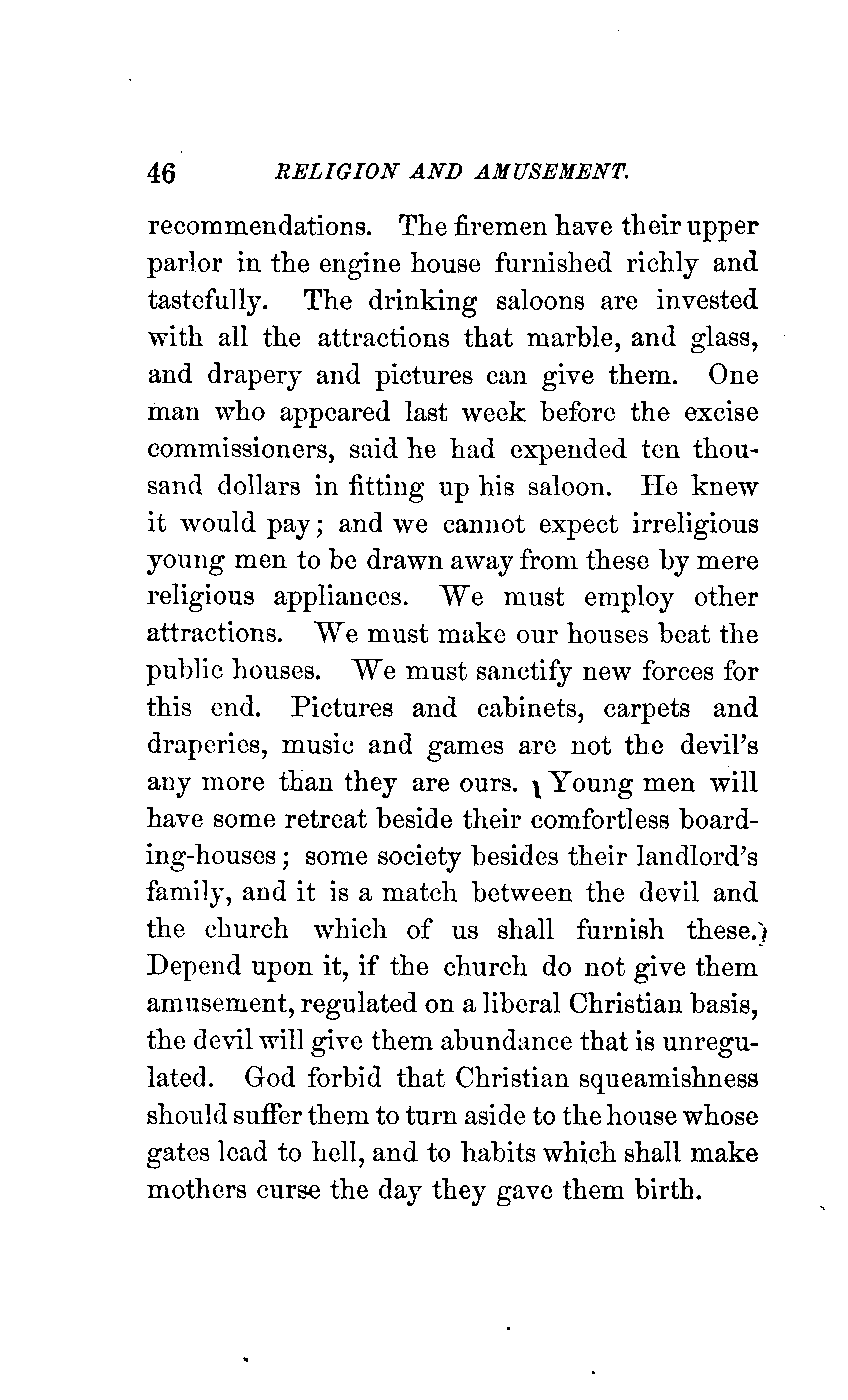 46 RELIGION AND AMUSEMENT.
recommendations. The firemen have their upper
parlor in the engine house furnished richly and
tastefully. The drinking saloons are invested
with all the attractions that marble, and glass,
and drapery and pictures can give them. One
man who appeared last week before the excise
commissioners, said he had expended ten thou-
sand dollars in fitting up his saloon. He knew
it would pay; and we cannot expect irreligious
young men to be drawn away from these by mere
religious appliances. We must employ other
attractions. We must make our houses beat the
public houses. We must sanctify new forces for
this end. Pictures and cabinets, carpets and
draperies, music and games are not the devil's
any more than they are ours. Young men will
have some retreat beside their comfortless board-
ing-houses; some society besides their landlord's
family, and it is a match between the devil and
the church which of us shall furnish these.
Depend upon it, if the church do not give them
amusement, regulated on a liberal Christian basis,
the devil will give them abundance that is unregu-
lated. God forbid that Christian squeamishness
should suffer them to turn aside to the house whose
gates lead to hell, and to habits which shall make
mothers curse the day they gave them birth.